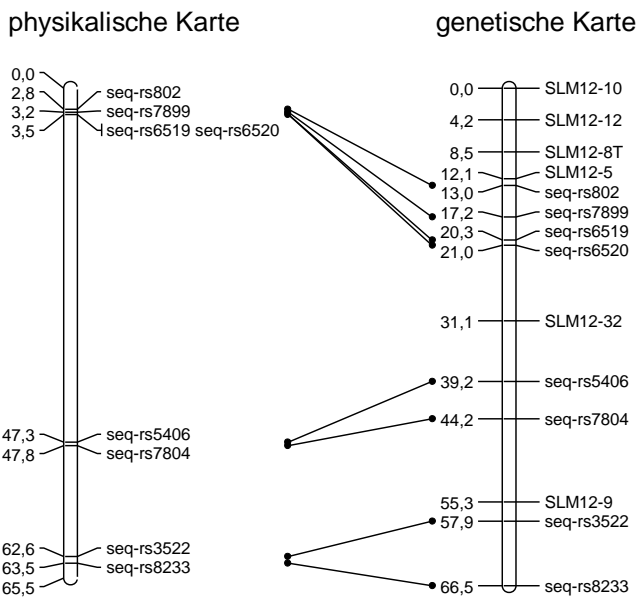 physikalische Karte
genetische Karte
0,0
2,8 seq-rs802
3,2 seq-rs7899
3,5 seq-rs6519 seq-rs6520
47,3 seq-rs5406
47,8 seq-rs7804
62,6 seq-rs3522
63,5 seq-rs8233
65,5
0,0 SLM12-10
4,2 SLM12-12
8,5 SLM12-8T
12,1 SLM12-5
13,0 seq-rs802
17,2 seq-rs7899
20,3 seq-rs6519
21,0 seq-rs6520
31,1 SLM12-32
39,2 seq-rs5406
44,2 seq-rs7804
55,3 SLM12-9
57,9 seq-rs3522
66,5 seq-rs8233